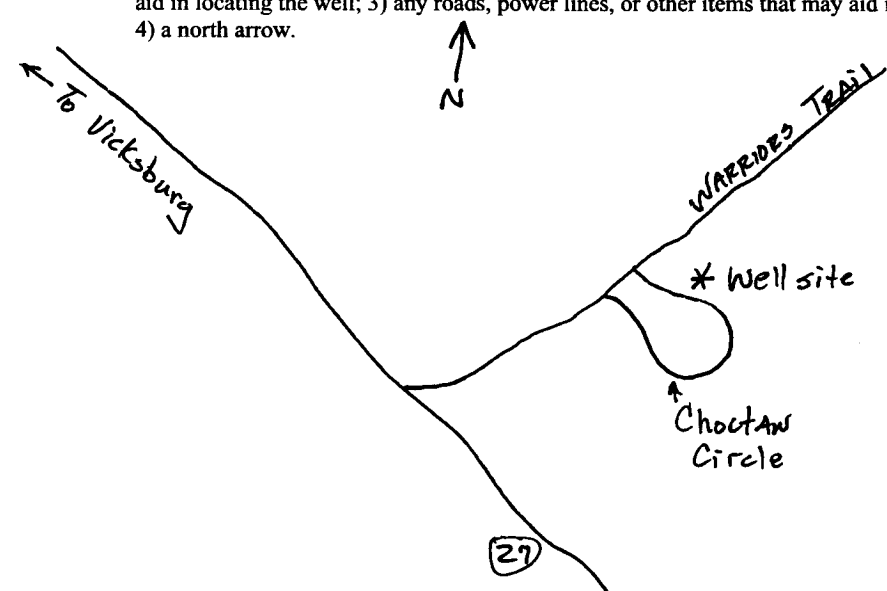 aid in locating the well; 3) any roads, power lines, or other items that may aid
4) a north arrow.
N
To Vicksburg
WARRIORS TRAIL
* Well site
Choctaw
Circle
27